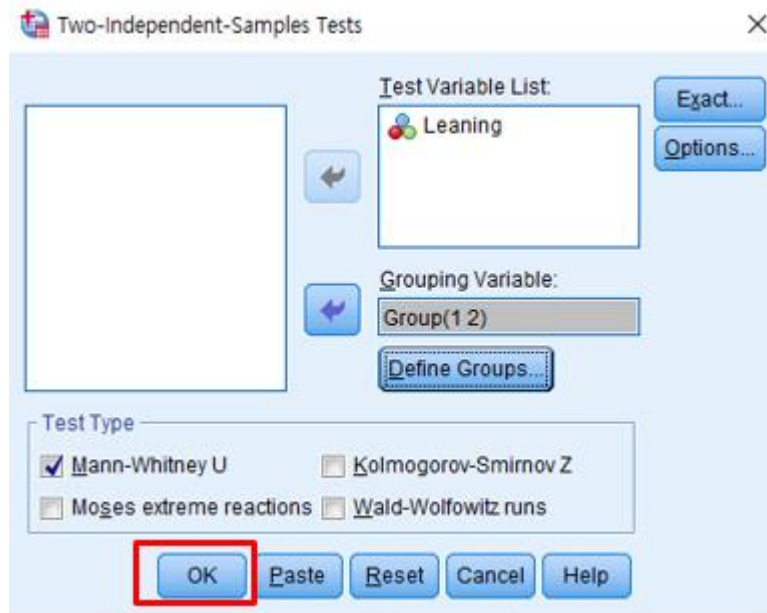 Two-Independent-Samples Tests
Test Variable List:
Leaning
Exact...
Options...
Grouping Variable:
Group(1 2)
Define Groups...
Test Type
Mann-Whitney U
Kolmogorov-Smirnov Z
Moses extreme reactions
Wald-Wolfowitz runs
OK
Paste
Reset
Cancel
Help